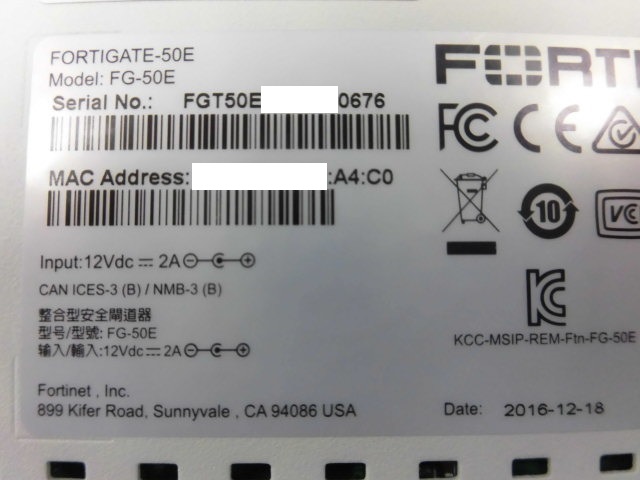 FORTIGATE-50E
Model: FG-50E
Serial No.: FGT50E 0676
MAC Address: :A4:C0
Input:12Vdc⎓2A
CAN ICES-3 (B) / NMB-3 (B)
整合型安全閘道器
型号/型號: FG-50E
输入/輸入:12Vdc⎓2A
Fortinet , Inc.
899 Kifer Road, Sunnyvale , CA 94086 USA
FORTI
FC CE
10
VC
KCC-MSIP-REM-Ftn-FG-50E
Date: 2016-12-18